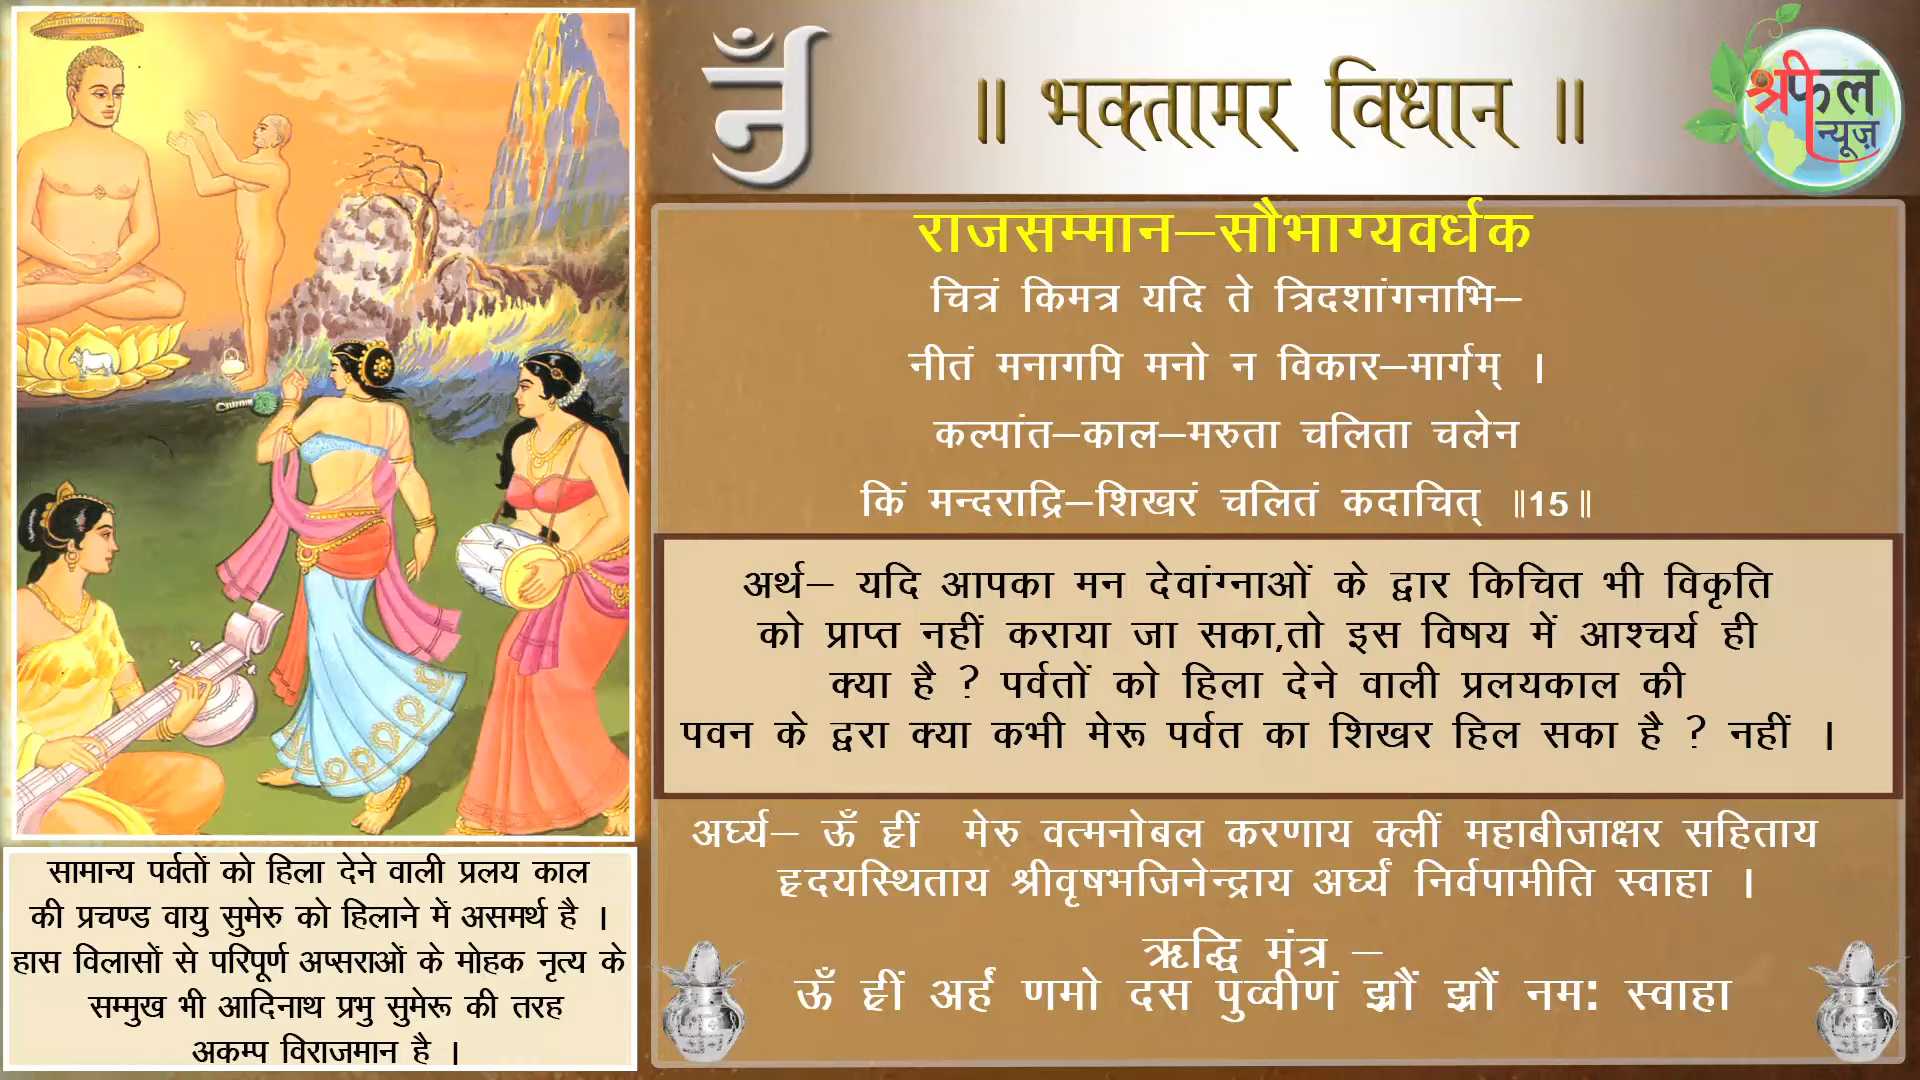 ॥ भक्तामर विधान ॥
श्रीफल
न्यूज़
राजसम्मान–सौभाग्यवर्धक
चित्रं किमत्र यदि ते त्रिदशांगनाभि–
नीतं मनागपि मनो न विकार–मार्गम् ।
कल्पांत–काल–मरुता चलिता चलेन
किं मन्दराद्रि–शिखरं चलितं कदाचित् ॥15॥
अर्थ– यदि आपका मन देवांग्नाओं के द्वार किचित भी विकृति
को प्राप्त नहीं कराया जा सका,तो इस विषय में आश्चर्य ही
क्या है ? पर्वतों को हिला देने वाली प्रलयकाल की
पवन के द्वरा क्या कभी मेरू पर्वत का शिखर हिल सका है ? नहीं ।
अर्घ्य– ऊँ ह्रीं मेरु वत्मनोबल करणाय क्लीं महाबीजाक्षर सहिताय
हृदयस्थिताय श्रीवृषभजिनेन्द्राय अर्घ्यं निर्वपामीति स्वाहा ।
ऋद्धि मंत्र –
ऊँ ह्रीं अर्हं णमो दस पुव्वीणं झ्रौं झ्रौं नमः स्वाहा
सामान्य पर्वतों को हिला देने वाली प्रलय काल
की प्रचण्ड वायु सुमेरु को हिलाने में असमर्थ है ।
हास विलासों से परिपूर्ण अप्सराओं के मोहक नृत्य के
सम्मुख भी आदिनाथ प्रभु सुमेरू की तरह
अकम्प विराजमान है ।